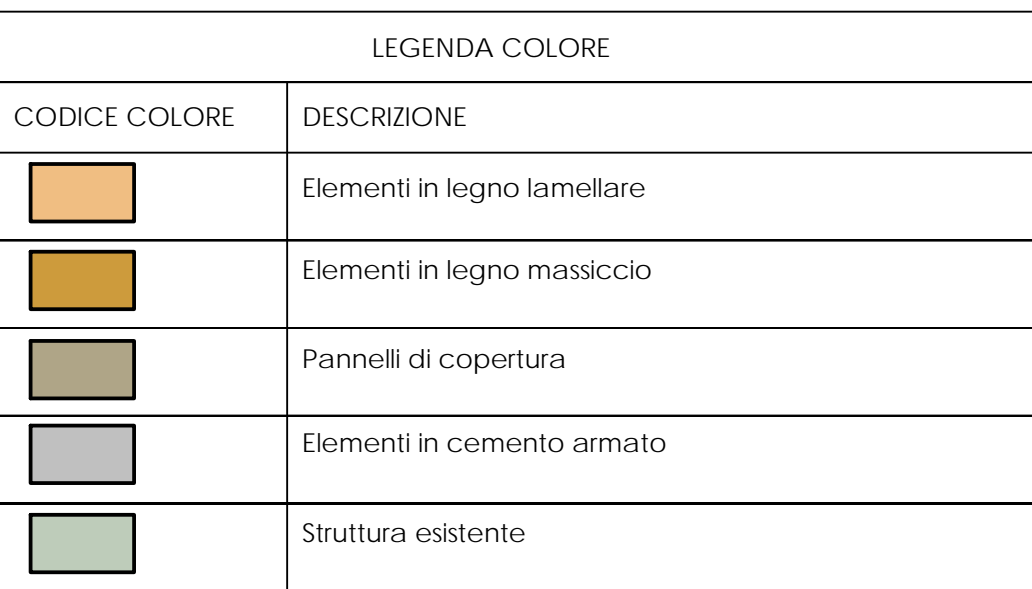 LEGENDA COLORE
CODICE COLORE DESCRIZIONE
Elementi in legno lamellare
Elementi in legno massiccio
Pannelli di copertura
Elementi in cemento armato
Struttura esistente